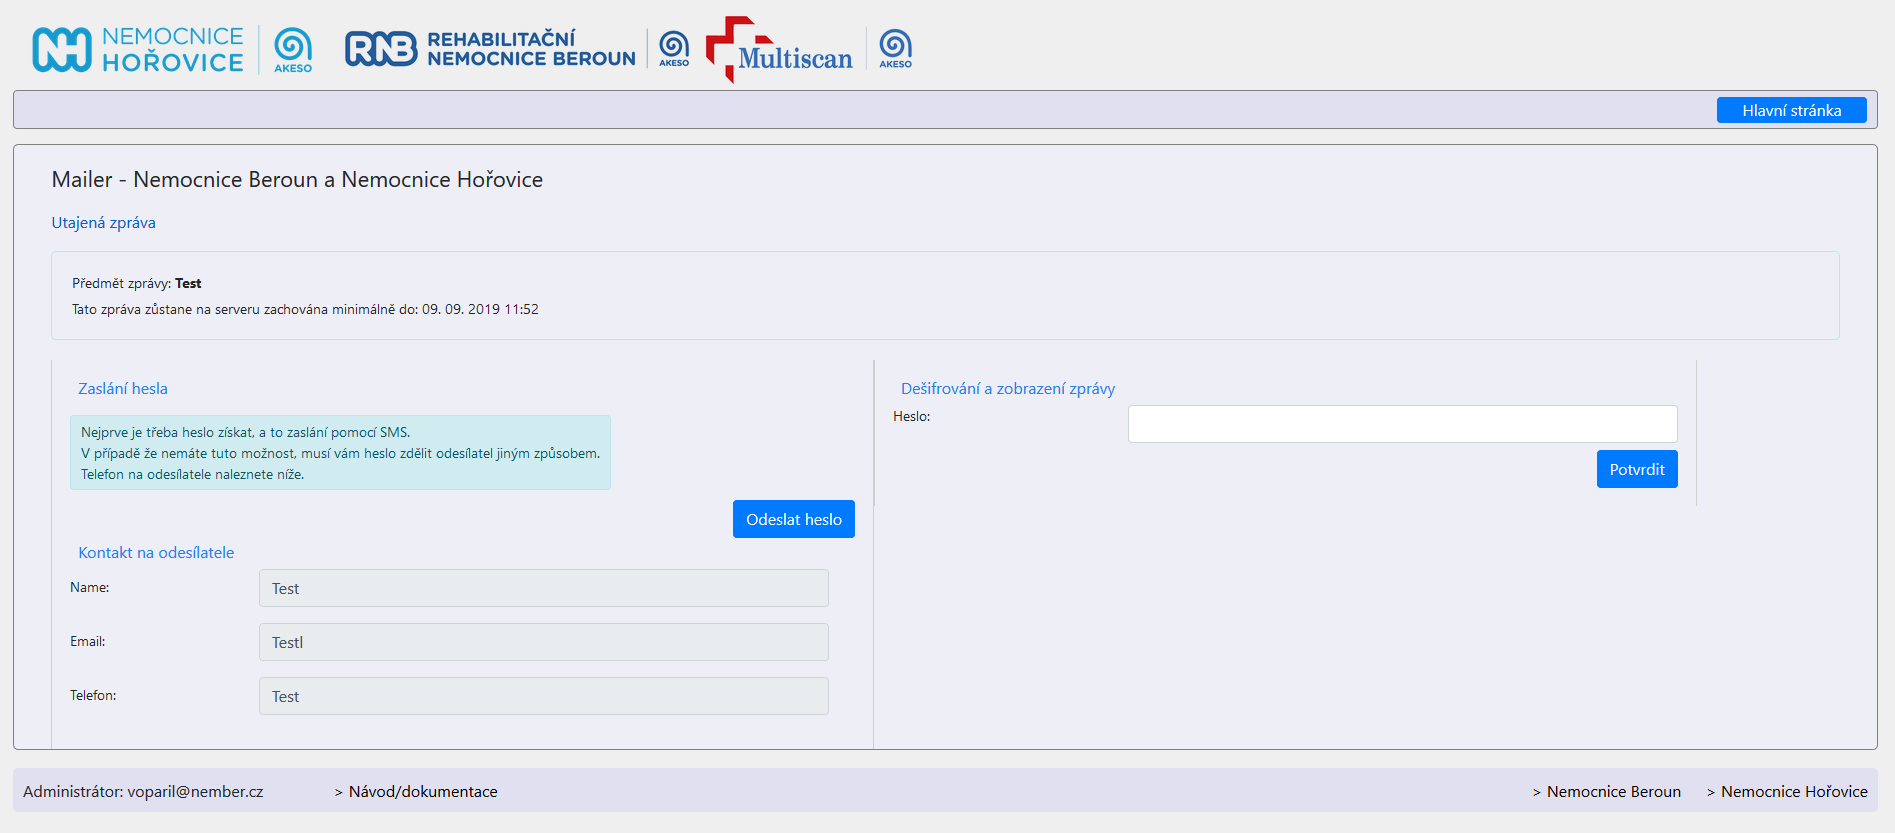 NH NEMOCNICE HOŘOVICE AKESO
RNB REHABILITAČNÍ NEMOCNICE BEROUN AKESO
Multiscan AKESO
Hlavní stránka
Mailer - Nemocnice Beroun a Nemocnice Hořovice
Utajená zpráva
Předmět zprávy: Test
Tato zpráva zůstane na serveru zachována minimálně do: 09. 09. 2019 11:52
Zaslání hesla
Nejprve je třeba heslo získat, a to zaslání pomocí SMS.
V případě že nemáte tuto možnost, musí vám heslo zdělit odesílatel jiným způsobem.
Telefon na odesílatele naleznete níže.
Odeslat heslo
Kontakt na odesílatele
Name: Test
Email: Testl
Telefon: Test
Dešifrování a zobrazení zprávy
Heslo:
Potvrdit
Administrátor: voparil@nember.cz > Návod/dokumentace > Nemocnice Beroun > Nemocnice Hořovice